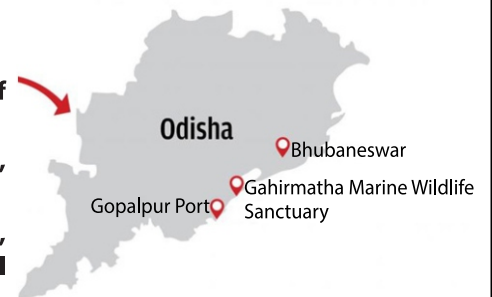 f
Odisha
,
Bhubaneswar
Gahirmatha Marine Wildlife
Sanctuary
Gopalpur Port
,
l